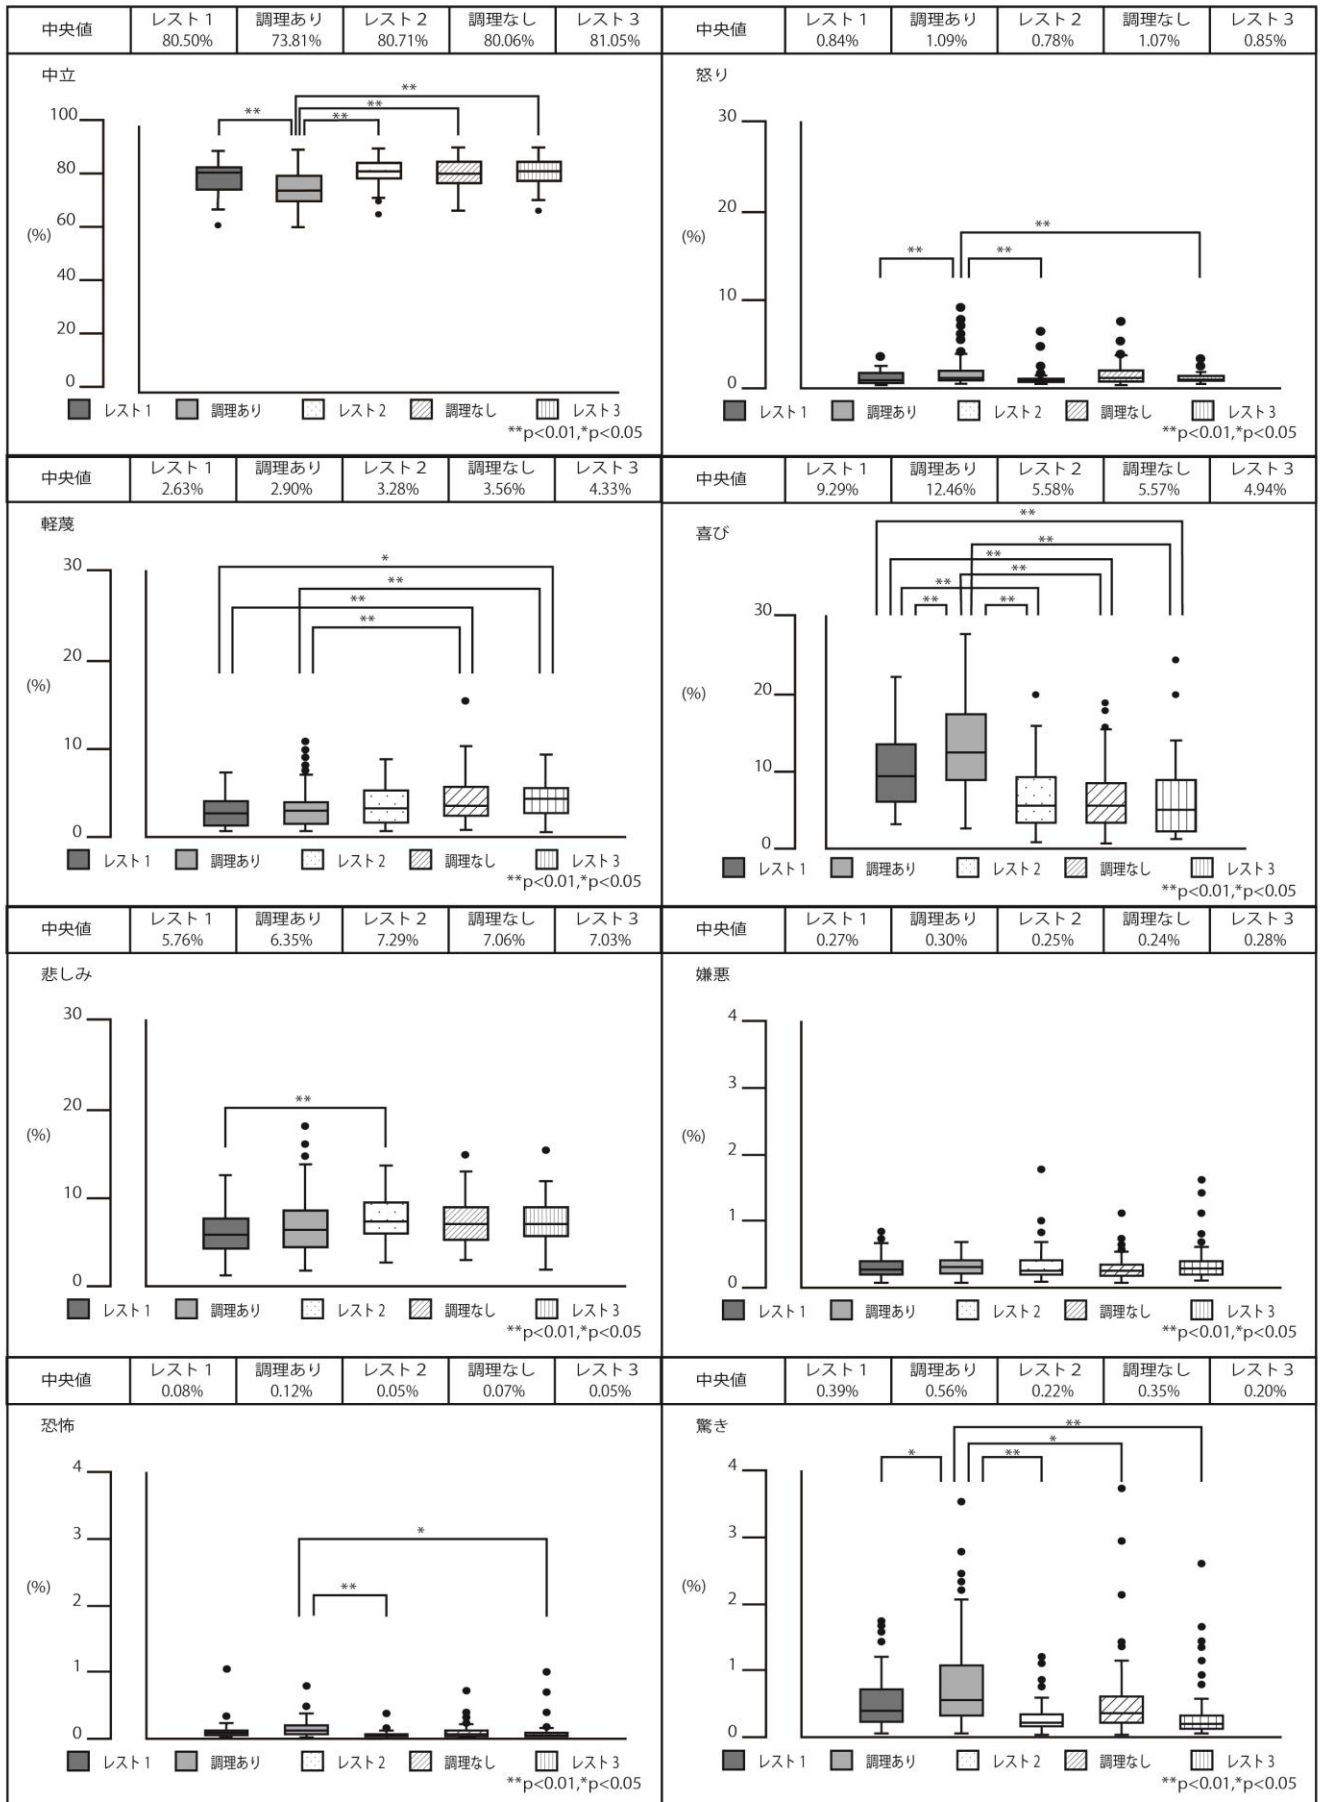 中央値 レスト1 調理あり レスト2 調理なし レスト3
80.50% 73.81% 80.71% 80.06% 81.05%
中立
**
**
** **
100
80
60
(%)
40
20
0
レスト1 調理あり レスト2 調理なし レスト3
**p<0.01,*p<0.05
中央値 レスト1 調理あり レスト2 調理なし レスト3
0.84% 1.09% 0.78% 1.07% 0.85%
怒り
30
20
**
(%)
** **
10
0
レスト1 調理あり レスト2 調理なし レスト3
**p<0.01,*p<0.05
中央値 レスト1 調理あり レスト2 調理なし レスト3
2.63% 2.90% 3.28% 3.56% 4.33%
軽蔑
*
30
**
**
**
20
(%)
10
0
レスト1 調理あり レスト2 調理なし レスト3
**p<0.01,*p<0.05
中央値 レスト1 調理あり レスト2 調理なし レスト3
9.29% 12.46% 5.58% 5.57% 4.94%
喜び
**
**
**
**
**
** **
30
(%)
20
10
0
レスト1 調理あり レスト2 調理なし レスト3
**p<0.01,*p<0.05
中央値 レスト1 調理あり レスト2 調理なし レスト3
5.76% 6.35% 7.29% 7.06% 7.03%
悲しみ
30
20
**
(%)
10
0
レスト1 調理あり レスト2 調理なし レスト3
**p<0.01,*p<0.05
中央値 レスト1 調理あり レスト2 調理なし レスト3
0.27% 0.30% 0.25% 0.24% 0.28%
嫌悪
4
3
(%)
2
1
0
レスト1 調理あり レスト2 調理なし レスト3
**p<0.01,*p<0.05
中央値 レスト1 調理あり レスト2 調理なし レスト3
0.08% 0.12% 0.05% 0.07% 0.05%
恐怖
4
3
*
(%)
**
2
1
0
レスト1 調理あり レスト2 調理なし レスト3
**p<0.01,*p<0.05
中央値 レスト1 調理あり レスト2 調理なし レスト3
0.39% 0.56% 0.22% 0.35% 0.20%
驚き
**
*
* **
4
3
(%)
2
1
0
レスト1 調理あり レスト2 調理なし レスト3
**p<0.01,*p<0.05